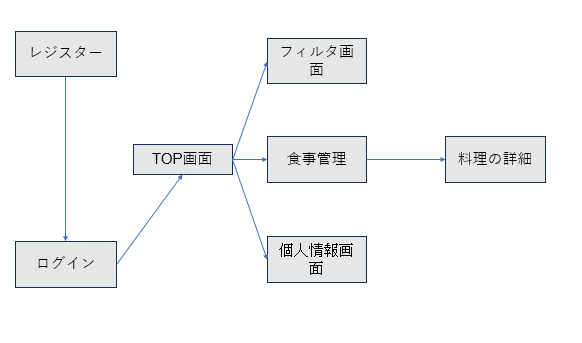 レジスター
フィルタ画
面
TOP画面
食事管理
料理の詳細
ログイン
個人情報画
面